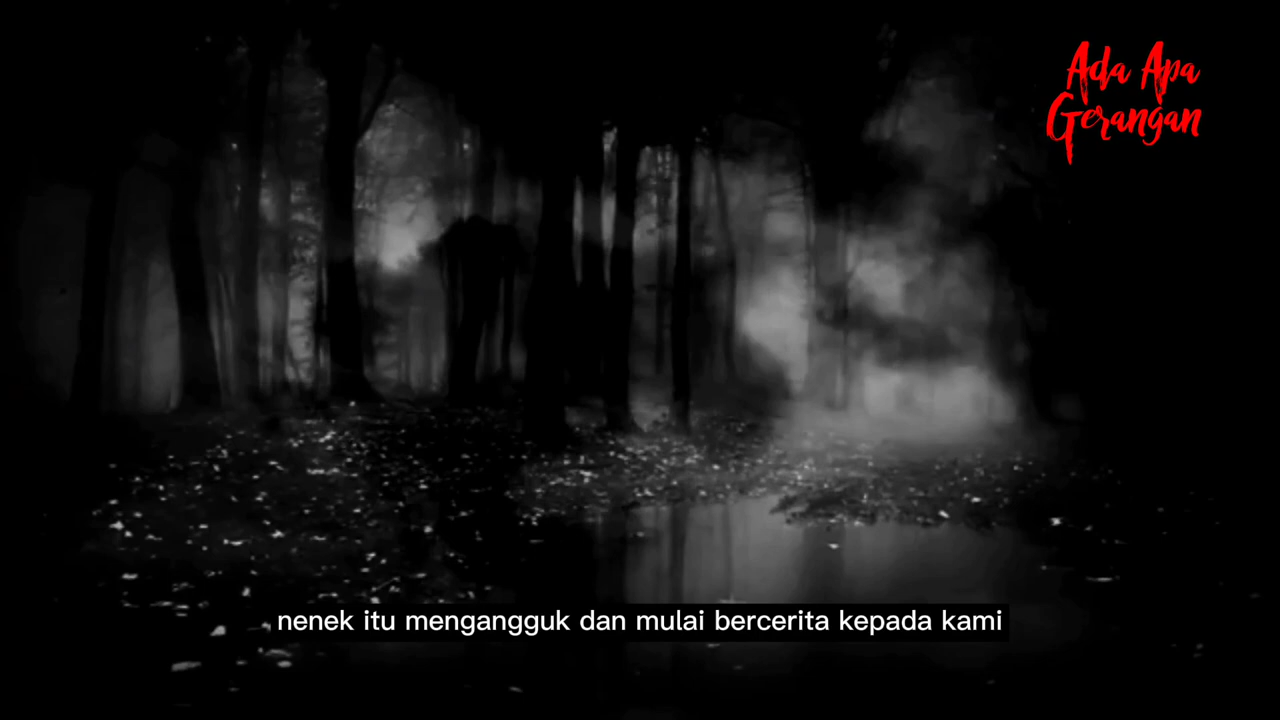 Ada Apa
Gerangan
nenek itu mengangguk dan mulai bercerita kepada kami